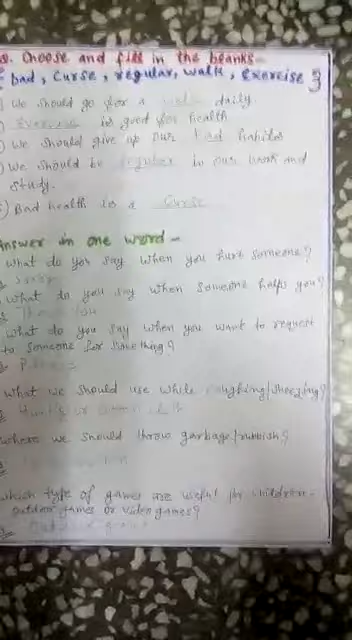 Q. Choose and fill in the blanks-
{ bad, Curse, regular, walk, exercise }
We should go for a walk daily
Exercise is good for health
We should give up our bad habits
We should be regular in our work and
study.
Bad health is a Curse
Answer in one word-
What do you say when you hurt someone?
Sorry
What do you say when someone helps you?
Thank you
What do you say when you want to request
to someone for something?
Please
What we should use while coughing/sneezing?
where we should throw garbage/rubbish?
which type of games are useful for children-
outdoor games or video games?
Outdoor games